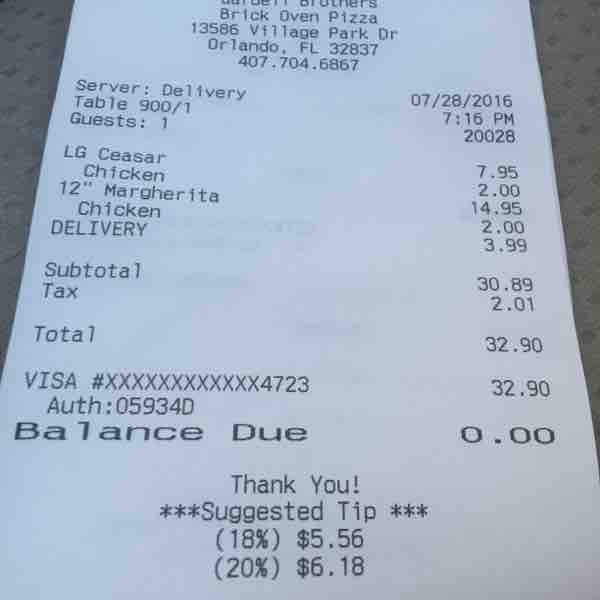 Brothers
Brick Oven Pizza
13586 Village Park Dr
Orlando, FL 32837
407.704.6867
Server: Delivery 07/28/2016
Table 900/1 7:16 PM
Guests: 1 20028
LG Ceasar 7.95
Chicken 2.00
12" Margherita 14.95
Chicken 2.00
DELIVERY 3.99
Subtotal 30.89
Tax 2.01
Total 32.90
VISA #XXXXXXXXXXXX4723 32.90
Auth:05934D
Balance Due 0.00
Thank You!
***Suggested Tip ***
(18%) $5.56
(20%) $6.18